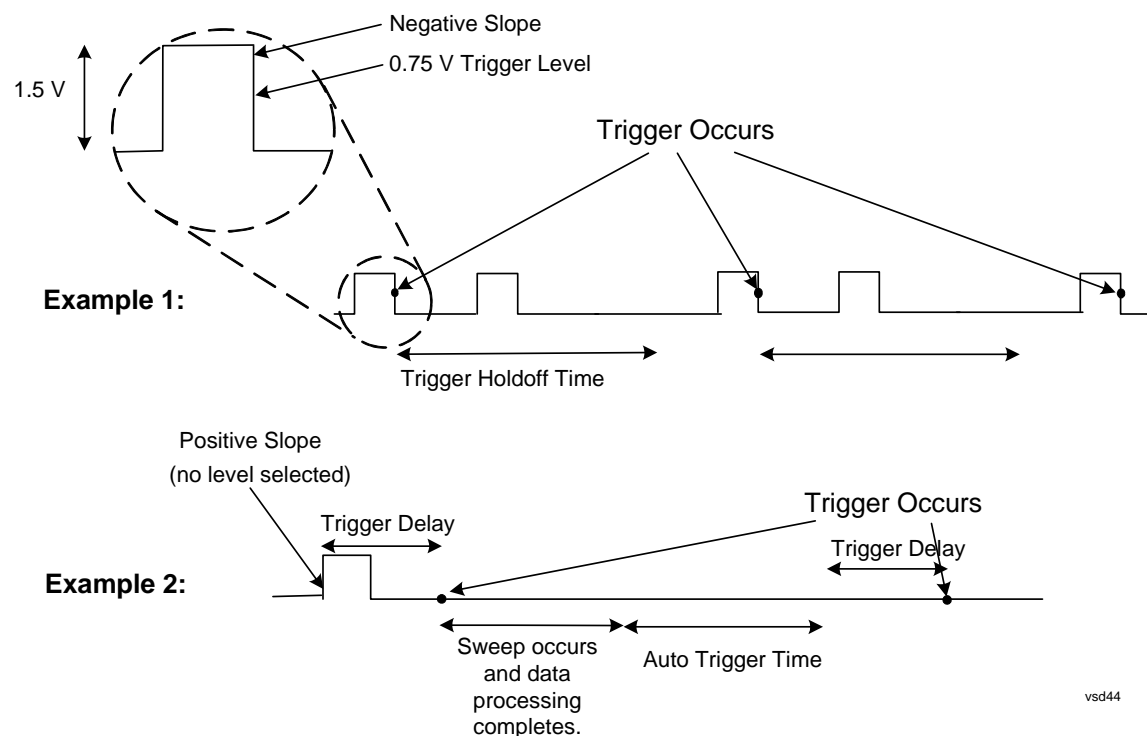 Negative Slope
1.5 V
0.75 V Trigger Level
Trigger Occurs
Example 1:
Trigger Holdoff Time
Positive Slope
(no level selected)
Trigger Delay
Trigger Occurs
Trigger Delay
Example 2:
Sweep occurs
and data
processing
completes.
Auto Trigger Time
vsd44